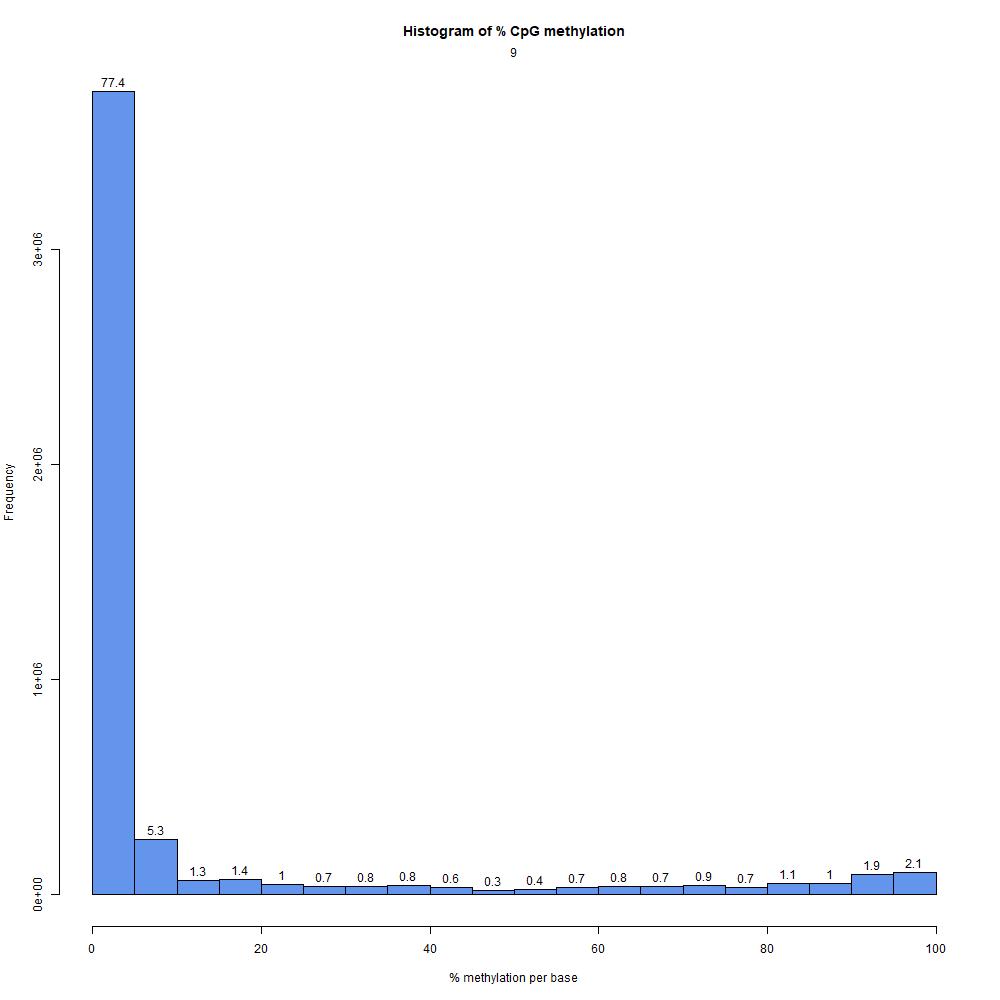 Histogram of % CpG methylation
9
77.4
5.3
1.3
1.4
1
0.7
0.8
0.8
0.6
0.3
0.4
0.7
0.8
0.7
0.9
0.7
1.1
1
1.9
2.1
Frequency
3e+06
2e+06
1e+06
0e+00
0 20 40 60 80 100
% methylation per base